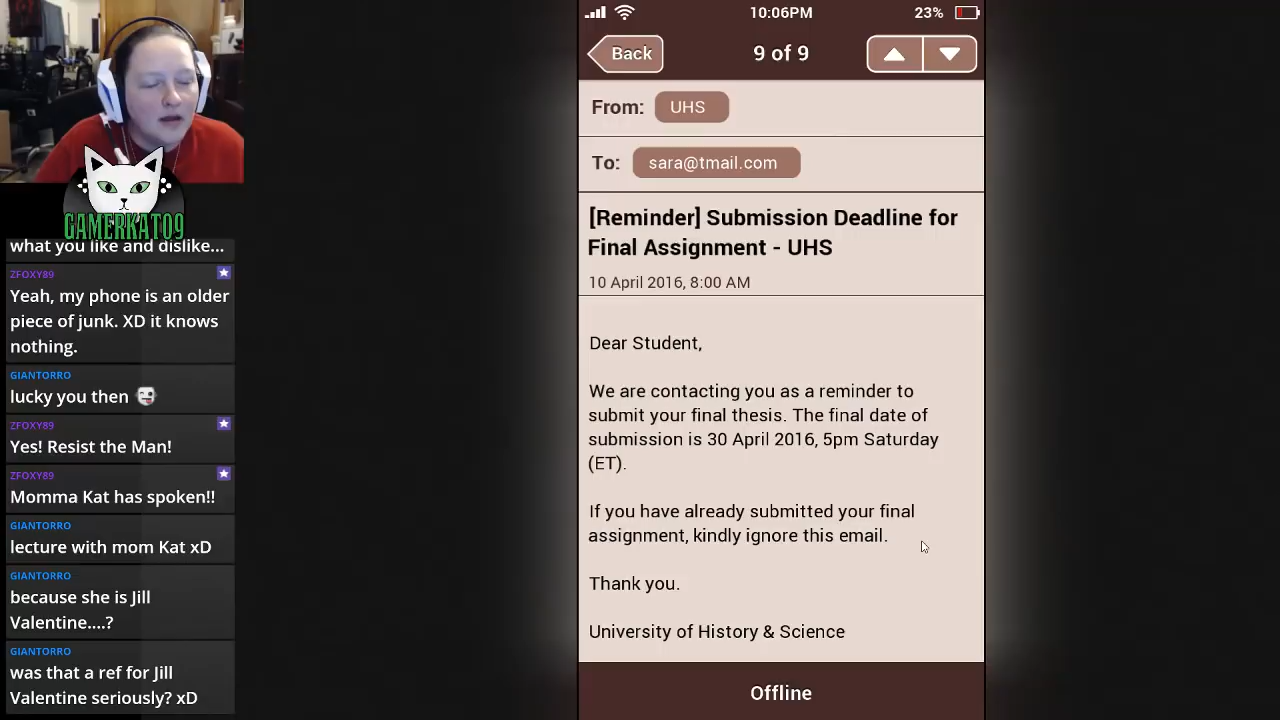 10:06PM
23%
Back
9 of 9
From: UHS
To: sara@tmail.com
[Reminder] Submission Deadline for
Final Assignment - UHS
10 April 2016, 8:00 AM
Dear Student,
We are contacting you as a reminder to
submit your final thesis. The final date of
submission is 30 April 2016, 5pm Saturday
(ET).
If you have already submitted your final
assignment, kindly ignore this email.
Thank you.
University of History & Science
Offline
GAMERKAT09
what you like and dislike...
ZFOXY89
Yeah, my phone is an older
piece of junk. XD it knows
nothing.
GIANTORRO
lucky you then
ZFOXY89
Yes! Resist the Man!
ZFOXY89
Momma Kat has spoken!!
GIANTORRO
lecture with mom Kat xD
GIANTORRO
because she is Jill
Valentine....?
GIANTORRO
was that a ref for Jill
Valentine seriously? xD